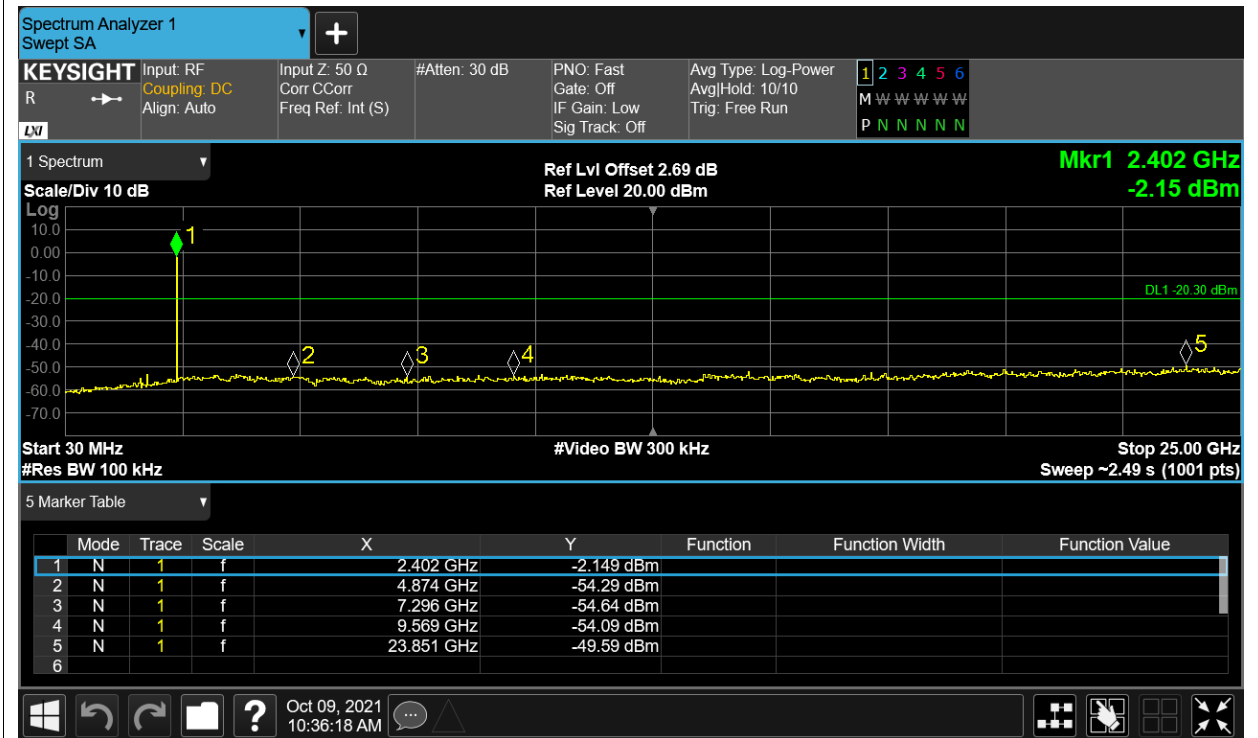 Spectrum Analyzer 1
Swept SA
KEYSIGHT
R
LXI
Input: RF
Coupling: DC
Align: Auto
Input Z: 50 Ω
Corr CCorr
Freq Ref: Int (S)
#Atten: 30 dB
PNO: Fast
Gate: Off
IF Gain: Low
Sig Track: Off
Avg Type: Log-Power
Avg|Hold: 10/10
Trig: Free Run
1 2 3 4 5 6
M W W W W W
P N N N N N
1 Spectrum
Scale/Div 10 dB
Ref Lvl Offset 2.69 dB
Ref Level 20.00 dBm
Mkr1 2.402 GHz
-2.15 dBm
Log
10.0
0.00
-10.0
-20.0
-30.0
-40.0
-50.0
-60.0
-70.0
1
2
3
4
5
DL1 -20.30 dBm
Start 30 MHz
#Video BW 300 kHz
Stop 25.00 GHz
#Res BW 100 kHz
Sweep ~2.49 s (1001 pts)
5 Marker Table
Mode Trace Scale X Y Function Function Width Function Value
1 N 1 f 2.402 GHz -2.149 dBm
2 N 1 f 4.874 GHz -54.29 dBm
3 N 1 f 7.296 GHz -54.64 dBm
4 N 1 f 9.569 GHz -54.09 dBm
5 N 1 f 23.851 GHz -49.59 dBm
6
?
Oct 09, 2021
10:36:18 AM